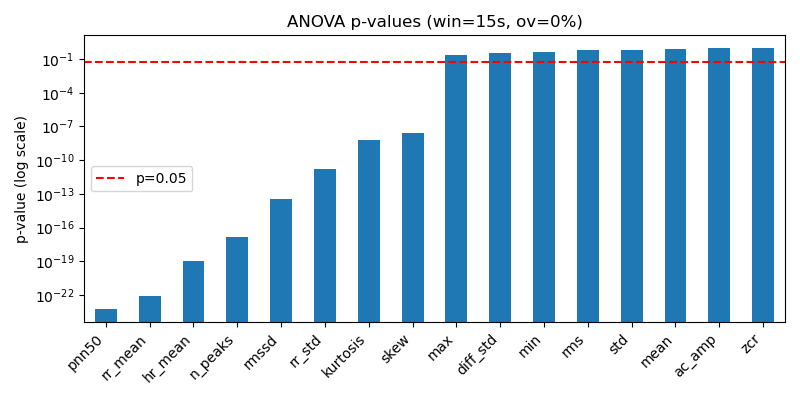 ANOVA p-values (win=15s, ov=0%)
p-value (log scale)
10⁻¹
10⁻⁴
10⁻⁷
10⁻¹⁰
10⁻¹³
10⁻¹⁶
10⁻¹⁹
10⁻²²
p=0.05
pnn50
rr_mean
hr_mean
n_peaks
rmssd
rr_std
kurtosis
skew
max
diff_std
min
rms
std
mean
ac_amp
zcr